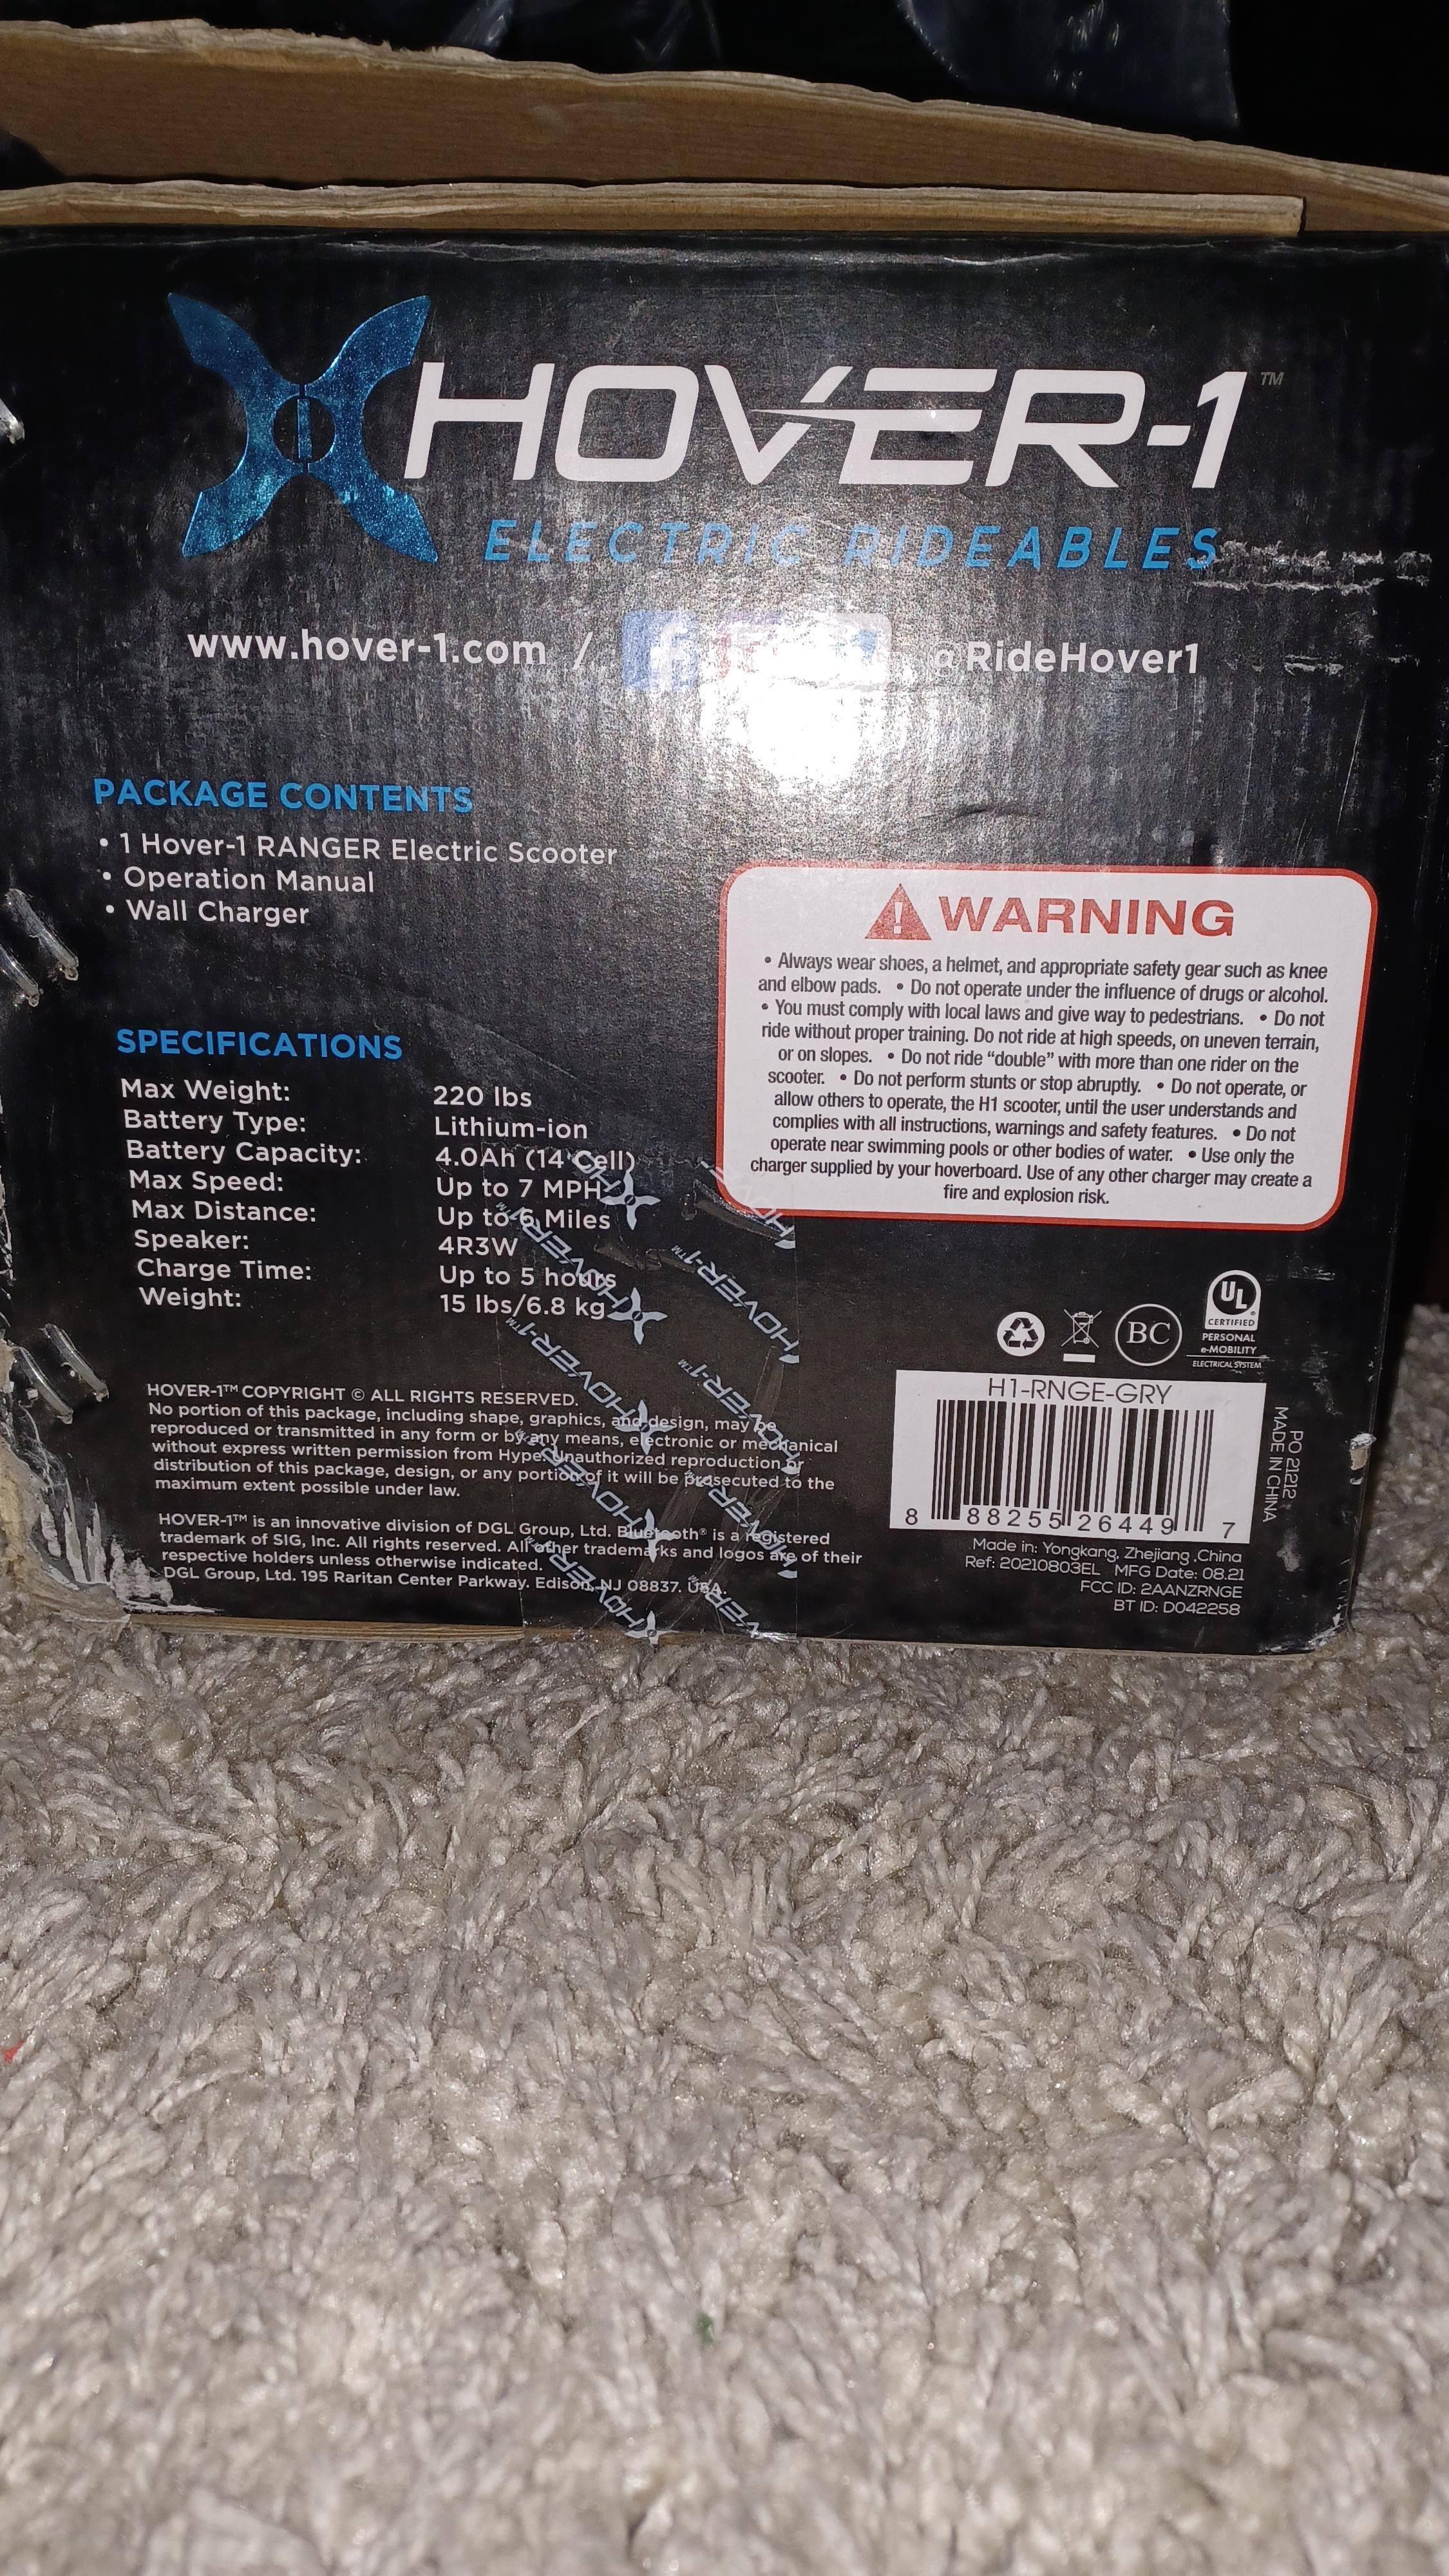 HOVER-1™
ELECTRIC RIDEABLES
www.hover-1.com / f @RideHover1
PACKAGE CONTENTS
• 1 Hover-1 RANGER Electric Scooter
• Operation Manual
• Wall Charger
SPECIFICATIONS
Max Weight: 220 lbs
Battery Type: Lithium-ion
Battery Capacity: 4.0Ah (14 Cell)
Max Speed: Up to 7 MPH
Max Distance: Up to 6 Miles
Speaker: 4R3W
Charge Time: Up to 5 hours
Weight: 15 lbs/6.8 kg
WARNING
• Always wear shoes, a helmet, and appropriate safety gear such as knee
and elbow pads. • Do not operate under the influence of drugs or alcohol.
• You must comply with local laws and give way to pedestrians. • Do not
ride without proper training. Do not ride at high speeds, on uneven terrain,
or on slopes. • Do not ride “double” with more than one rider on the
scooter. • Do not perform stunts or stop abruptly. • Do not operate, or
allow others to operate, the H1 scooter, until the user understands and
complies with all instructions, warnings and safety features. • Do not
operate near swimming pools or other bodies of water. • Use only the
charger supplied by your hoverboard. Use of any other charger may create a
fire and explosion risk.
HOVER-1™ COPYRIGHT © ALL RIGHTS RESERVED.
No portion of this package, including shape, graphics, and design, may be
reproduced or transmitted in any form or by any means, electronic or mechanical
without express written permission from Hype. Unauthorized reproduction or
distribution of this package, design, or any portion of it will be prosecuted to the
maximum extent possible under law.
HOVER-1™ is an innovative division of DGL Group, Ltd. Bluetooth® is a registered
trademark of SIG, Inc. All rights reserved. All other trademarks and logos are of their
respective holders unless otherwise indicated.
DGL Group, Ltd. 195 Raritan Center Parkway. Edison, NJ 08837. USA.
HOVER-1™
HOVER-1™
HOVER-1™
HOVER-1™
BC
UL
CERTIFIED
PERSONAL
e-MOBILITY
ELECTRICAL SYSTEM
H1-RNGE-GRY
8 88255 26449 7
PO 21212
MADE IN CHINA
Made in: Yongkang, Zhejiang ,China
Ref: 20210803EL MFG Date: 08.21
FCC ID: 2AANZRNGE
BT ID: D042258